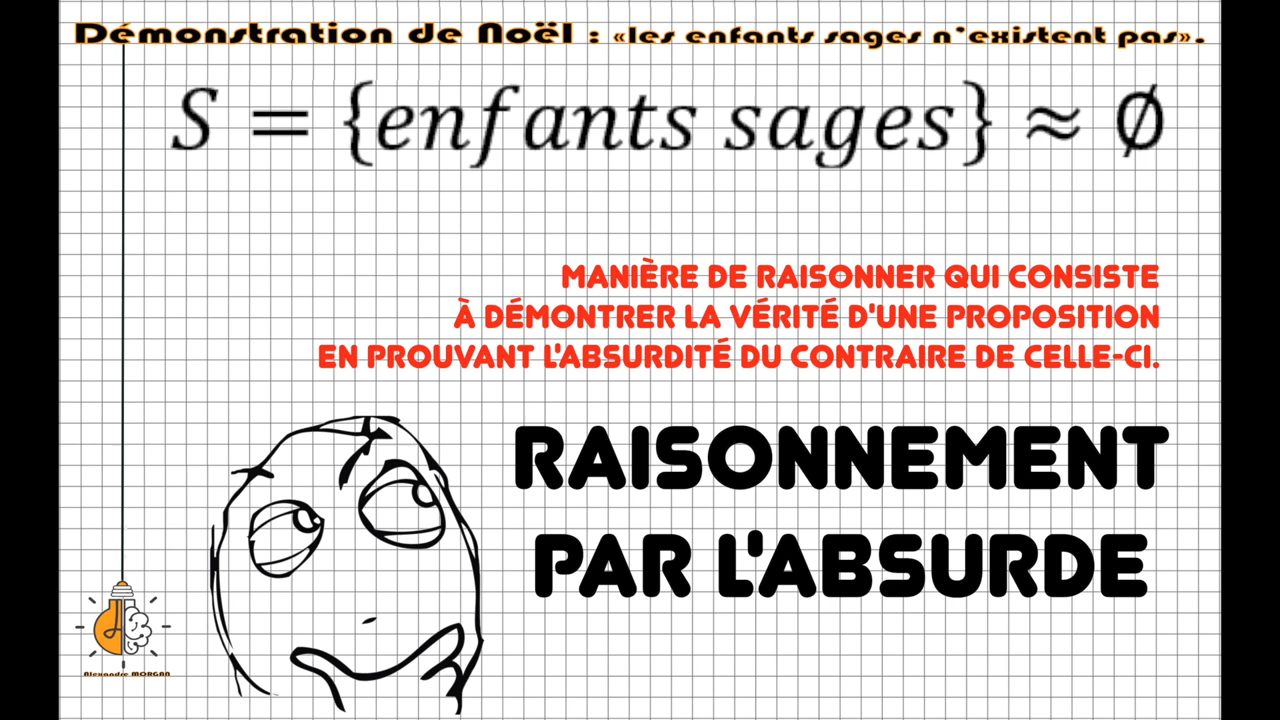 Démonstration de Noël : «les enfants sages n'existent pas».
S = {enfants sages} ≈ ∅
MANIÈRE DE RAISONNER QUI CONSISTE
À DÉMONTRER LA VÉRITÉ D'UNE PROPOSITION
EN PROUVANT L'ABSURDITÉ DU CONTRAIRE DE CELLE-CI.
RAISONNEMENT
PAR L'ABSURDE
Alexandre MORGAN